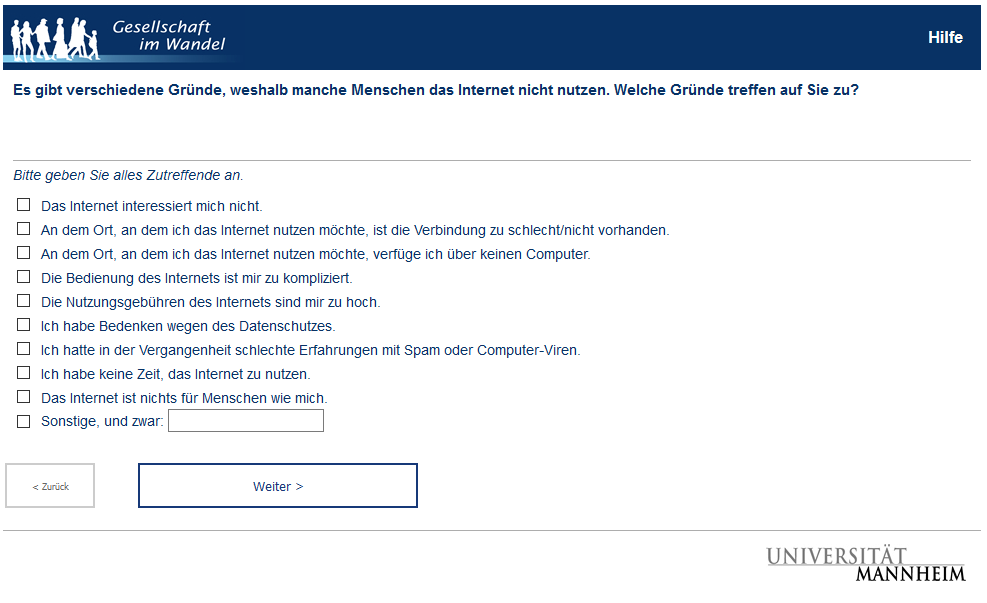 Gesellschaft
im Wandel
Hilfe
Es gibt verschiedene Gründe, weshalb manche Menschen das Internet nicht nutzen. Welche Gründe treffen auf Sie zu?
Bitte geben Sie alles Zutreffende an.
Das Internet interessiert mich nicht.
An dem Ort, an dem ich das Internet nutzen möchte, ist die Verbindung zu schlecht/nicht vorhanden.
An dem Ort, an dem ich das Internet nutzen möchte, verfüge ich über keinen Computer.
Die Bedienung des Internets ist mir zu kompliziert.
Die Nutzungsgebühren des Internets sind mir zu hoch.
Ich habe Bedenken wegen des Datenschutzes.
Ich hatte in der Vergangenheit schlechte Erfahrungen mit Spam oder Computer-Viren.
Ich habe keine Zeit, das Internet zu nutzen.
Das Internet ist nichts für Menschen wie mich.
Sonstige, und zwar:
< Zurück
Weiter >
UNIVERSITÄT
MANNHEIM